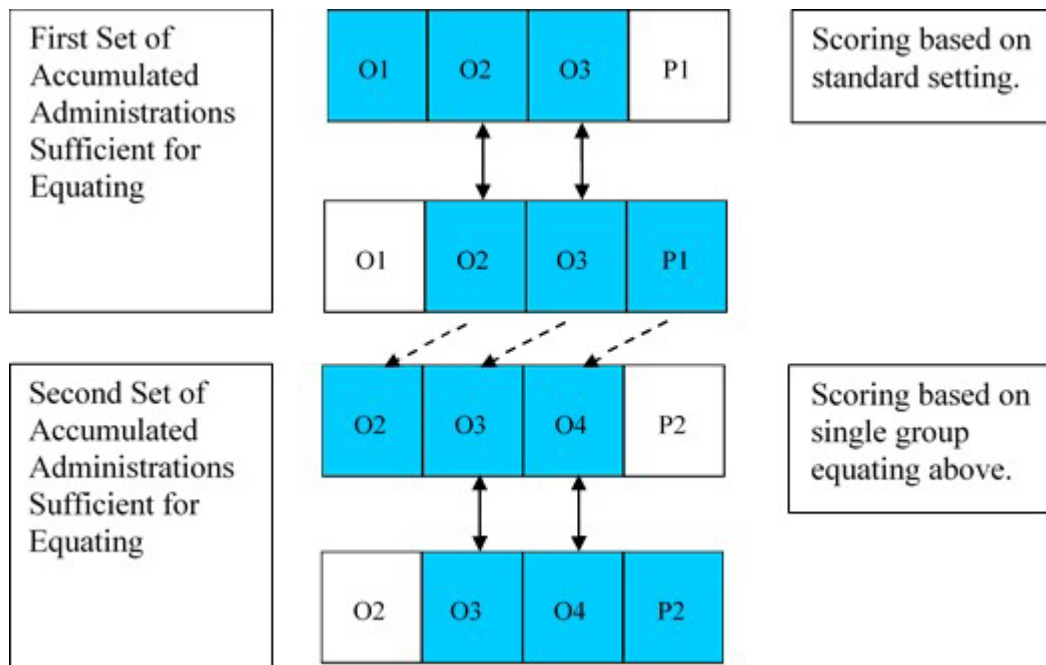 First Set of
Accumulated
Administrations
Sufficient for
Equating
O1 O2 O3 P1
Scoring based on
standard setting.
O1 O2 O3 P1
Second Set of
Accumulated
Administrations
Sufficient for
Equating
O2 O3 O4 P2
Scoring based on
single group
equating above.
O2 O3 O4 P2